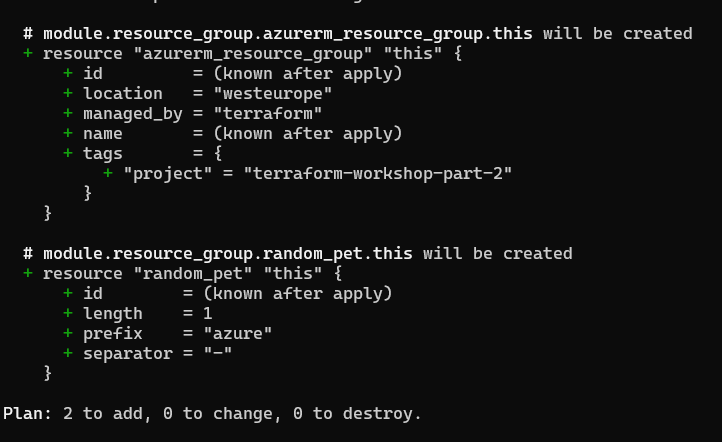 # module.resource_group.azurerm_resource_group.this will be created
+ resource "azurerm_resource_group" "this" {
+ id = (known after apply)
+ location = "westeurope"
+ managed_by = "terraform"
+ name = (known after apply)
+ tags = {
+ "project" = "terraform-workshop-part-2"
}
}
# module.resource_group.random_pet.this will be created
+ resource "random_pet" "this" {
+ id = (known after apply)
+ length = 1
+ prefix = "azure"
+ separator = "-"
}
Plan: 2 to add, 0 to change, 0 to destroy.